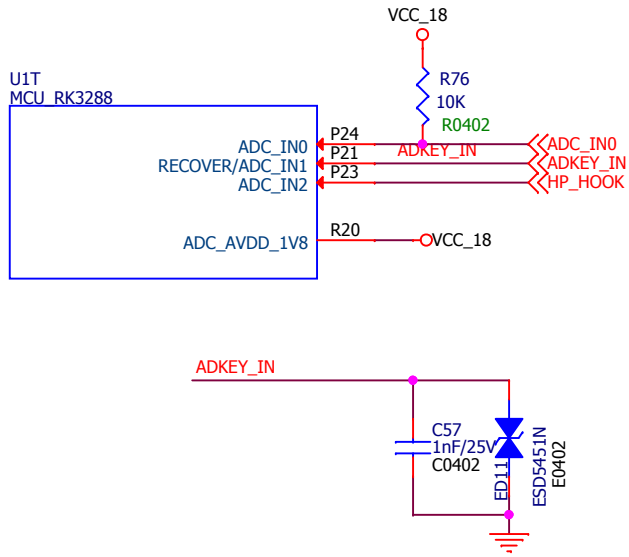 VCC_18
U1T
MCU_RK3288
R76
10K
R0402
ADC_IN0
P24
ADKEY_IN
ADC_IN0
RECOVER/ADC_IN1
P21
ADKEY_IN
ADC_IN2
P23
HP_HOOK
ADC_AVDD_1V8
R20
VCC_18
ADKEY_IN
C57
1nF/25V
C0402
ED11
ESD5451N
E0402